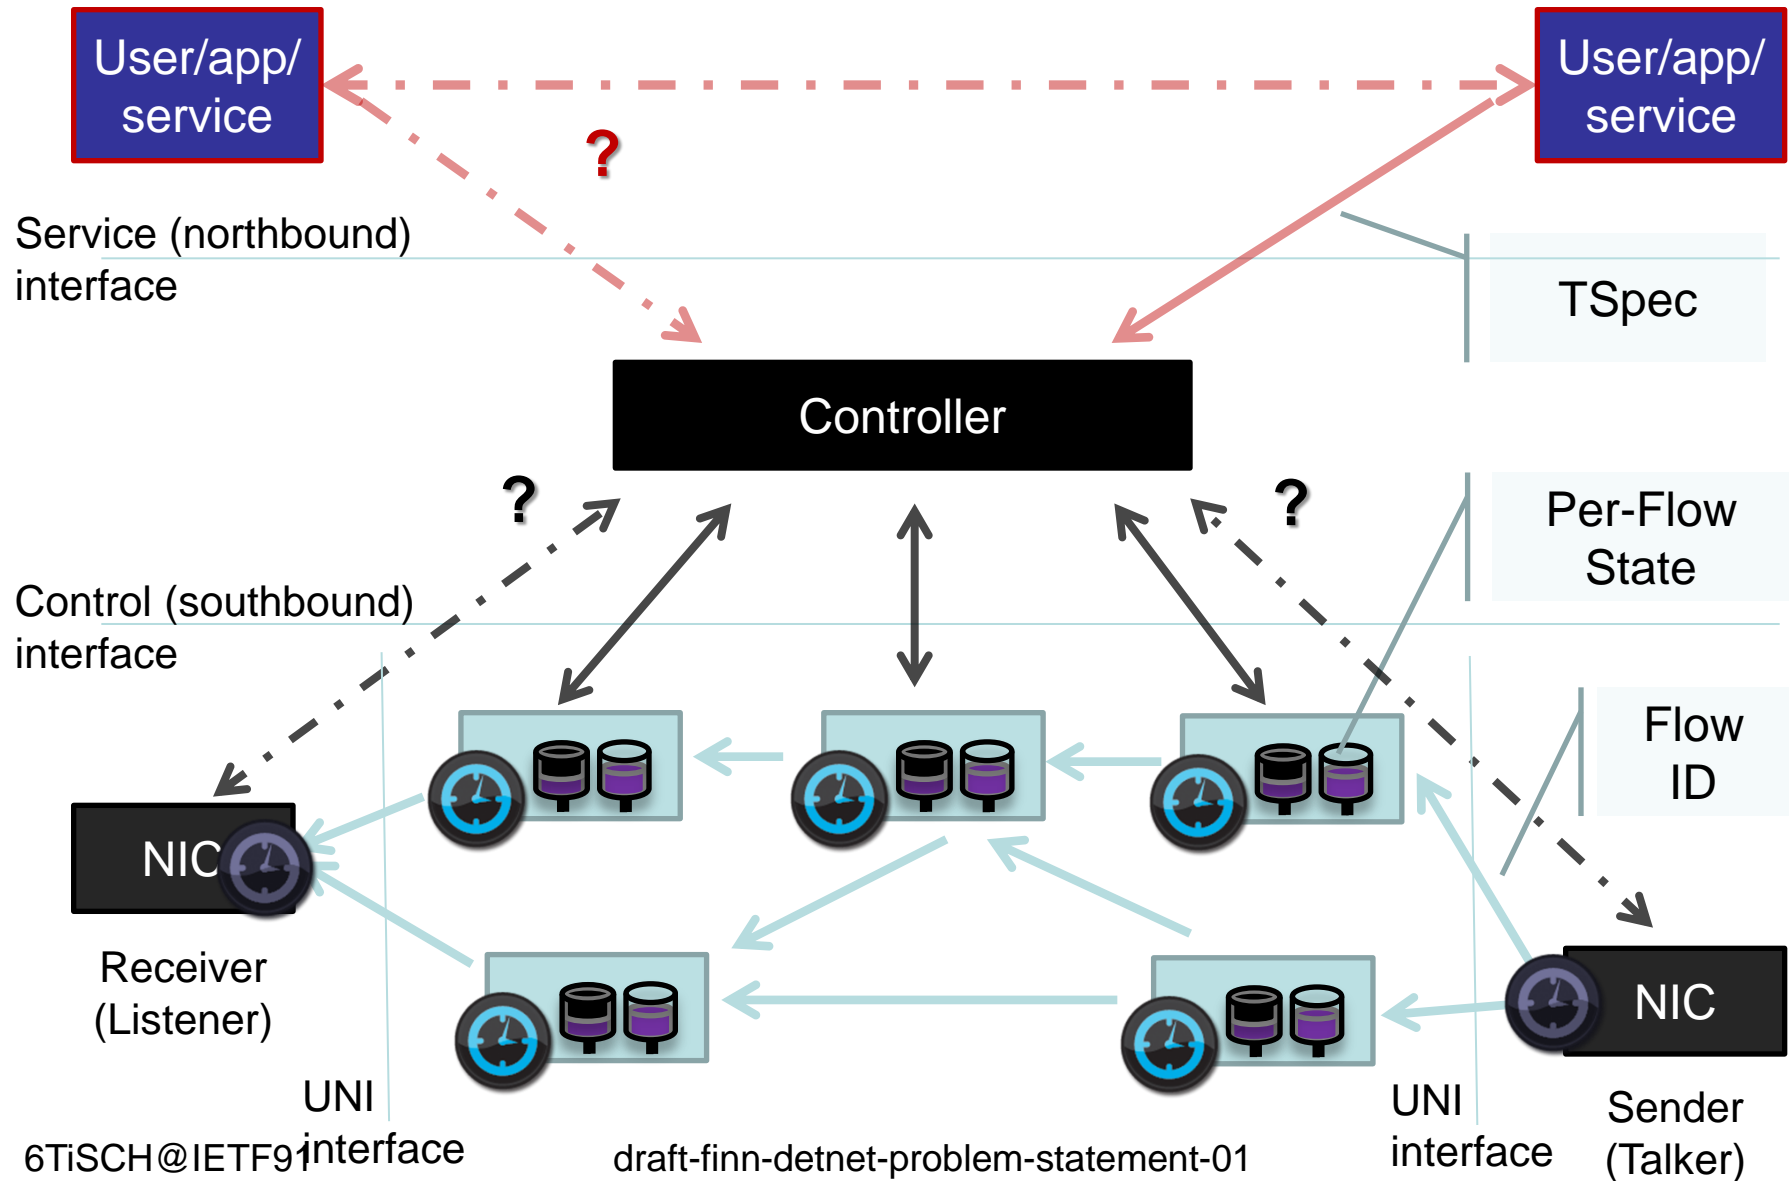 User/app/
service
User/app/
service
?
Service (northbound)
interface
TSpec
Controller
?
?
Per-Flow
State
Control (southbound)
interface
Flow
ID
NIC
Receiver
(Listener)
NIC
UNI
interface
UNI
interface
Sender
(Talker)
6TiSCH@IETF91
draft-finn-detnet-problem-statement-01